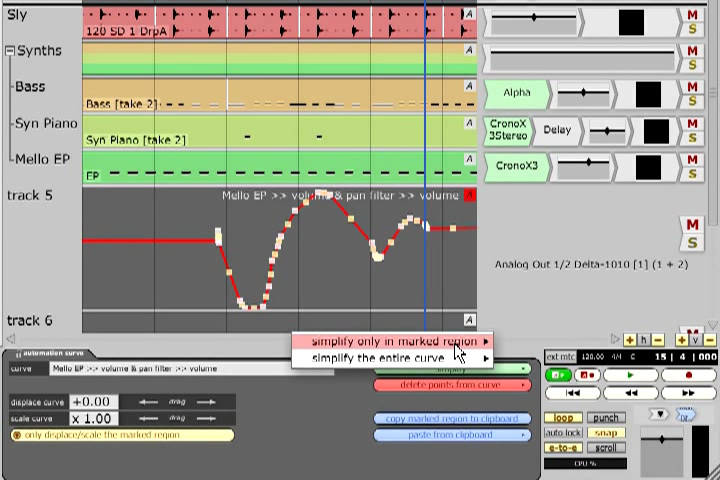 Sly
120 SD 1 DrpA
A
M
S
Synths
A
M
S
Bass
Bass [take 2]
A
Alpha
M
S
Syn Piano
Syn Piano [take 2]
A
CronoX
3Stereo
Delay
M
S
Mello EP
EP
A
CronoX3
M
S
track 5
Mello EP >> volume & pan filter >> volume
A
M
S
Analog Out 1/2 Delta-1010 [1] (1 + 2)
track 6
A
simplify only in marked region
simplify the entire curve
+ h -
+ v -
automation curve
curve
Mello EP >> volume & pan filter >> volume
simplify
delete points from curve
displace curve
+0.00
drag
scale curve
x 1.00
drag
only displace/scale the marked region
copy marked region to clipboard
paste from clipboard
ext mtc
120.00
4/4
C
15 | 4 | 000
loop
punch
auto lock
snap
e-to-e
scroll
CPU %